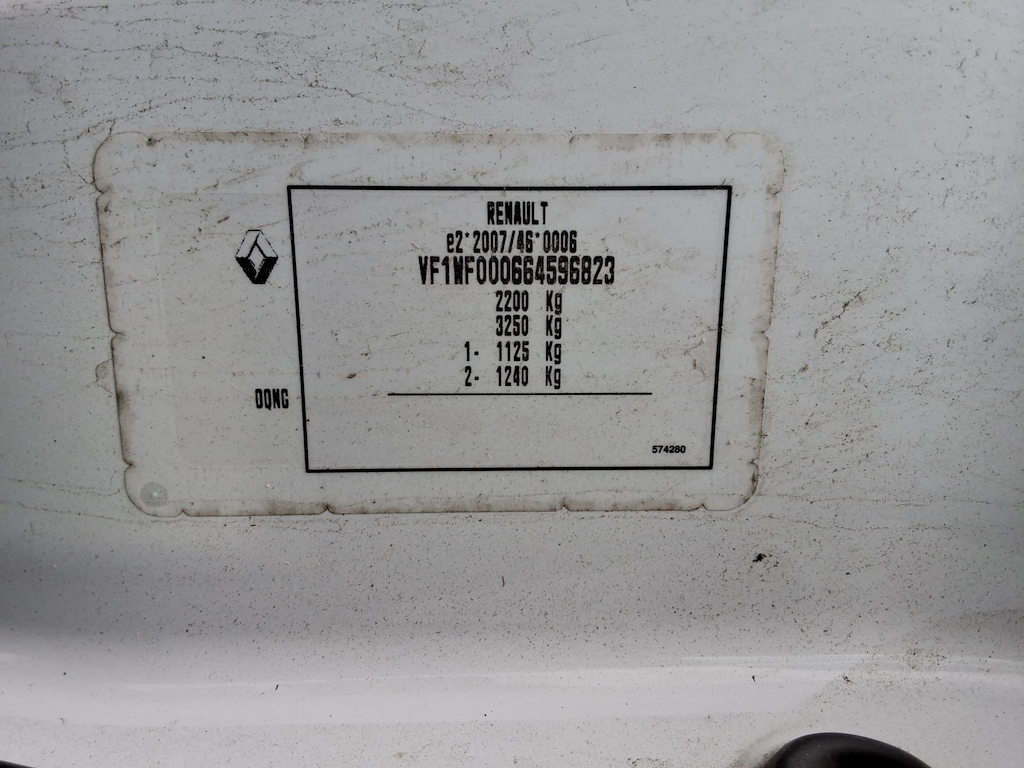 RENAULT
e2*2007/46*0006
VF1WF000664596823
2200 Kg
3250 Kg
1- 1125 Kg
2- 1240 Kg
DQNG
574280